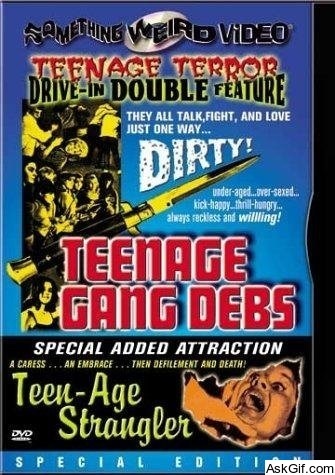 SOMETHING WEIRD VIDEO
TEENAGE TERROR
DRIVE-IN DOUBLE FEATURE
THEY ALL TALK, FIGHT, AND LOVE
JUST ONE WAY...
DIRTY!
under-aged...over-sexed...
kick-happy...thrill-hungry...
always reckless and willling!
TEENAGE
GANG DEBS
SPECIAL ADDED ATTRACTION
A CARESS ... AN EMBRACE ... THEN DEFILEMENT AND DEATH!
Teen-Age
Strangler
DVD
SPECIAL EDITION
AskGif.com